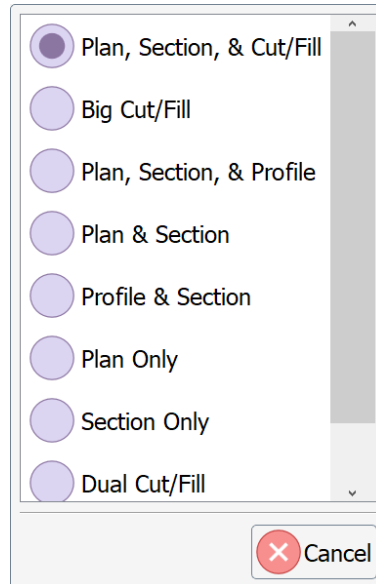 Plan, Section, & Cut/Fill
Big Cut/Fill
Plan, Section, & Profile
Plan & Section
Profile & Section
Plan Only
Section Only
Dual Cut/Fill
Cancel